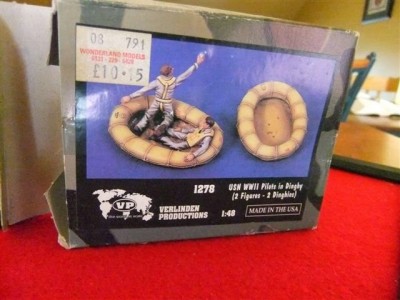 08 791
WONDERLAND MODELS
£10·15
VP
1278
VERLINDEN
PRODUCTIONS
1:48
USN WWII Pilots in Dinghy
(2 Figures - 2 Dinghies)
MADE IN THE USA